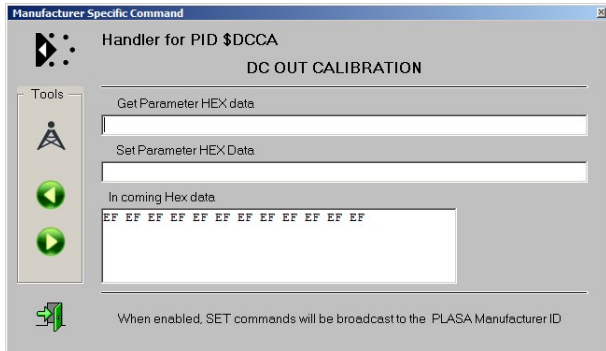 Manufacturer Specific Command
Handler for PID $DCCA
DC OUT CALIBRATION
Tools
Get Parameter HEX data
Set Parameter HEX Data
In coming Hex data
EF EF EF EF EF EF EF EF EF EF EF EF
When enabled, SET commands will be broadcast to the PLASA Manufacturer ID